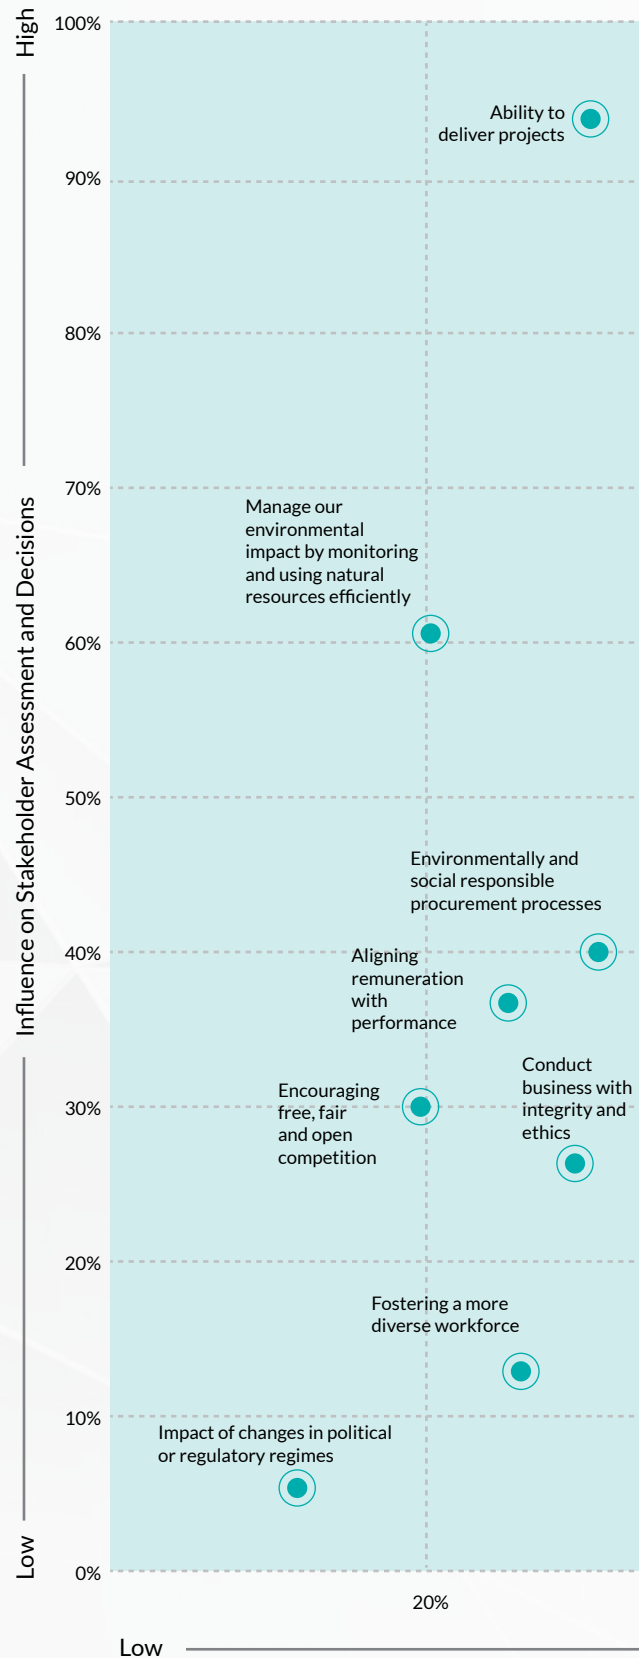 High
100%
Ability to
deliver projects
90%
80%
70%
Manage our
environmental
impact by monitoring
and using natural
resources efficiently
60%
Influence on Stakeholder Assessment and Decisions
50%
Environmentally and
social responsible
procurement processes
40%
Aligning
remuneration
with
performance
Conduct
business with
integrity and
ethics
Encouraging
free, fair
and open
competition
30%
20%
Fostering a more
diverse workforce
10%
Impact of changes in political
or regulatory regimes
Low
0%
20%
Low